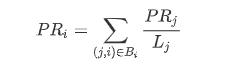 $PR_i = \sum_{(j,i) \in B_i} \frac{PR_j}{L_j}$